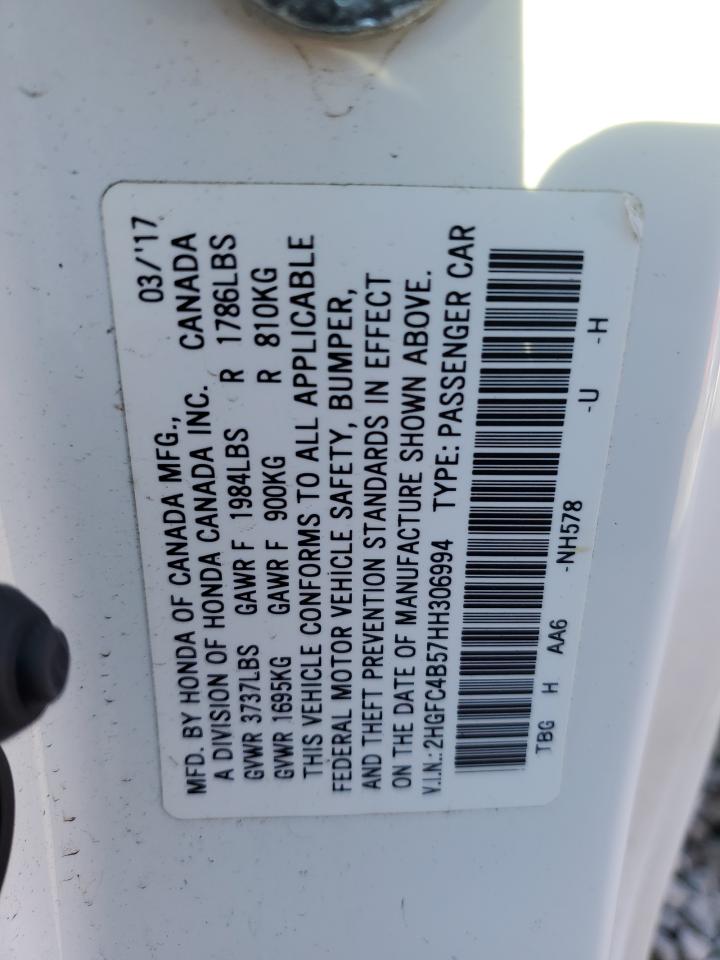 MFD. BY HONDA OF CANADA MFG., 03/'17
A DIVISION OF HONDA CANADA INC. CANADA
GVWR 3737LBS GAWR F 1984LBS R 1786LBS
GVWR 1695KG GAWR F 900KG R 810KG
THIS VEHICLE CONFORMS TO ALL APPLICABLE
FEDERAL MOTOR VEHICLE SAFETY, BUMPER,
AND THEFT PREVENTION STANDARDS IN EFFECT
ON THE DATE OF MANUFACTURE SHOWN ABOVE.
V.I.N.: 2HGFC4B57HH306994 TYPE: PASSENGER CAR
TBG H AA6 -NH578 -U -H